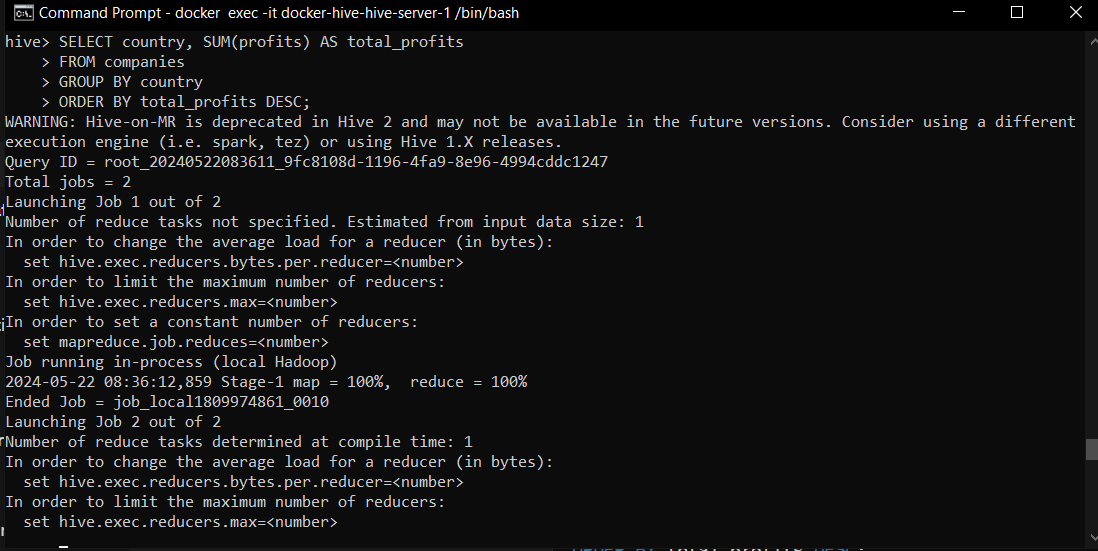 Command Prompt - docker exec -it docker-hive-hive-server-1 /bin/bash
hive> SELECT country, SUM(profits) AS total_profits
    > FROM companies
    > GROUP BY country
    > ORDER BY total_profits DESC;
WARNING: Hive-on-MR is deprecated in Hive 2 and may not be available in the future versions. Consider using a different
execution engine (i.e. spark, tez) or using Hive 1.X releases.
Query ID = root_20240522083611_9fc8108d-1196-4fa9-8e96-4994cddc1247
Total jobs = 2
Launching Job 1 out of 2
Number of reduce tasks not specified. Estimated from input data size: 1
In order to change the average load for a reducer (in bytes):
  set hive.exec.reducers.bytes.per.reducer=<number>
In order to limit the maximum number of reducers:
  set hive.exec.reducers.max=<number>
In order to set a constant number of reducers:
  set mapreduce.job.reduces=<number>
Job running in-process (local Hadoop)
2024-05-22 08:36:12,859 Stage-1 map = 100%,  reduce = 100%
Ended Job = job_local1809974861_0010
Launching Job 2 out of 2
Number of reduce tasks determined at compile time: 1
In order to change the average load for a reducer (in bytes):
  set hive.exec.reducers.bytes.per.reducer=<number>
In order to limit the maximum number of reducers:
  set hive.exec.reducers.max=<number>